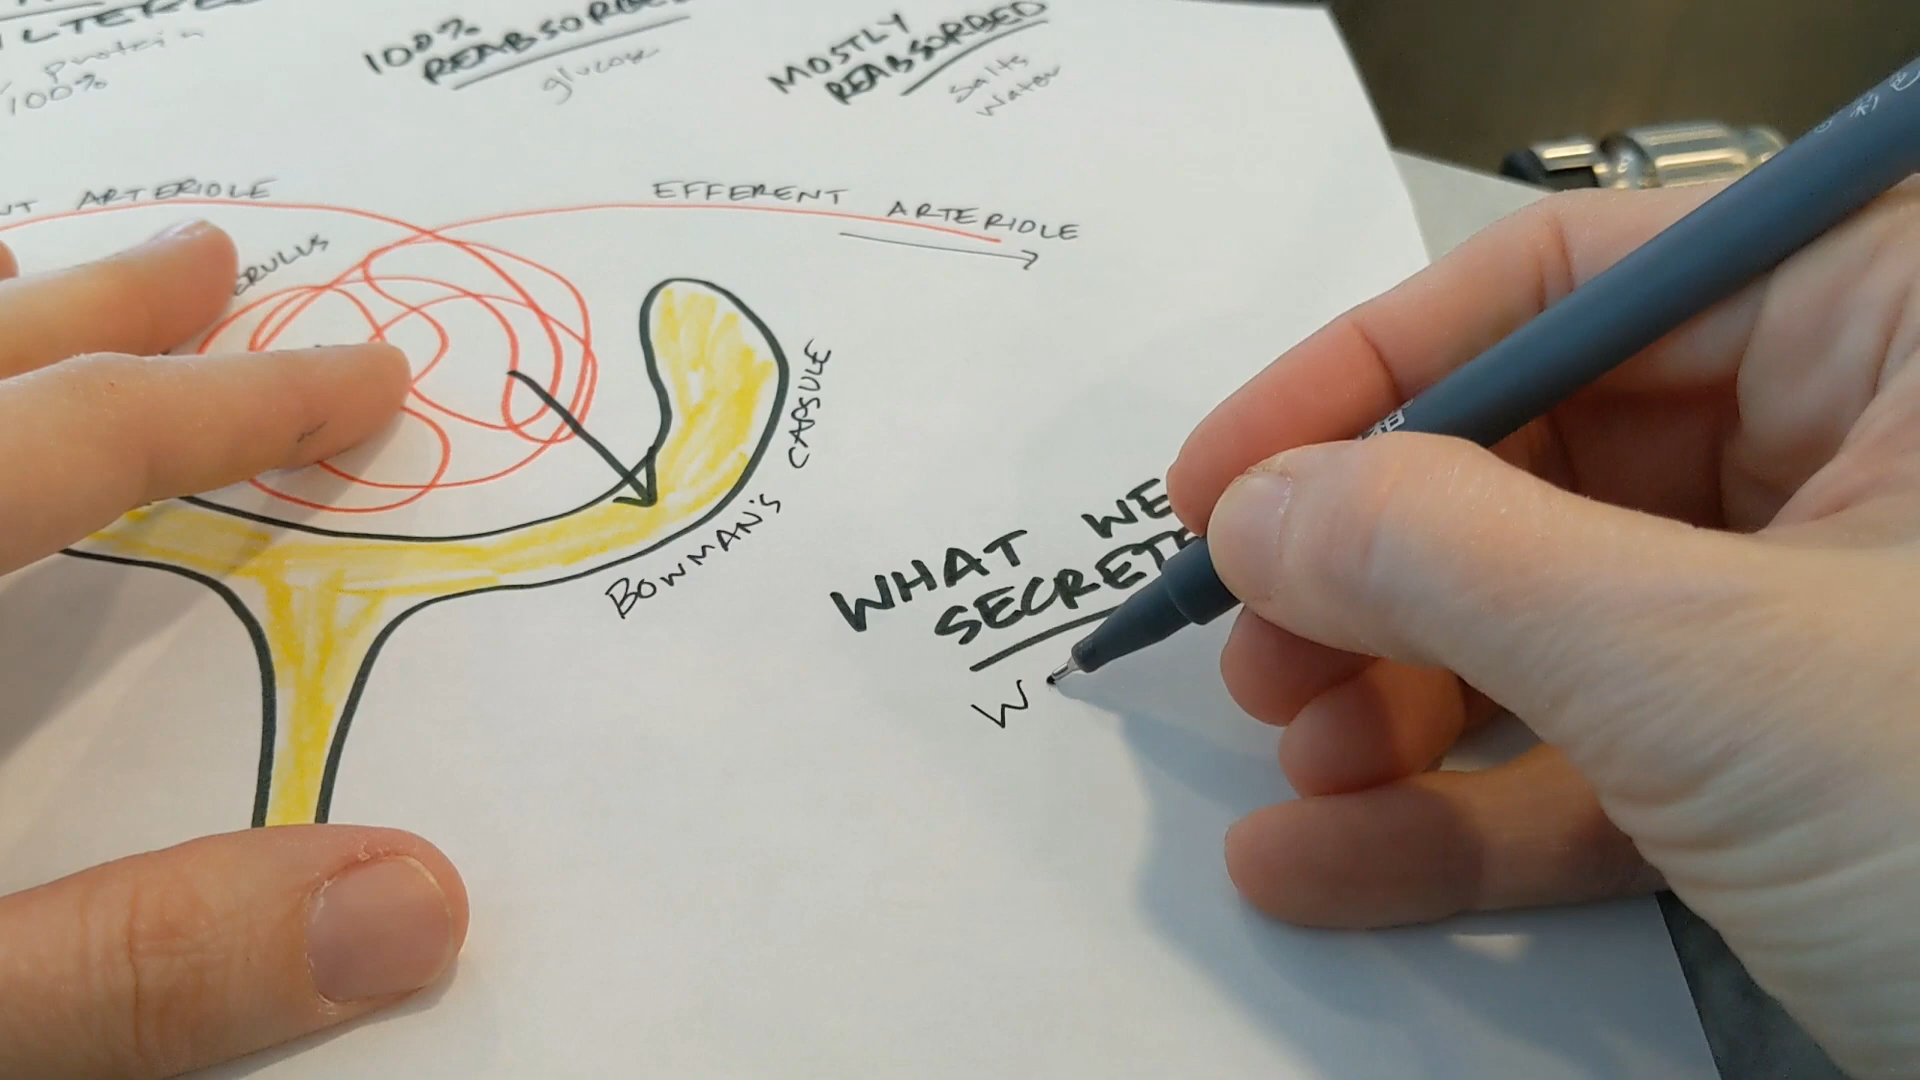 protein
100%
100%
REABSORBED
glucose
MOSTLY
REABSORBED
salts
water
ARTERIOLE
EFFERENT ARTERIOLE
BOWMAN'S CAPSULE
WHAT WE
SECRETE
W